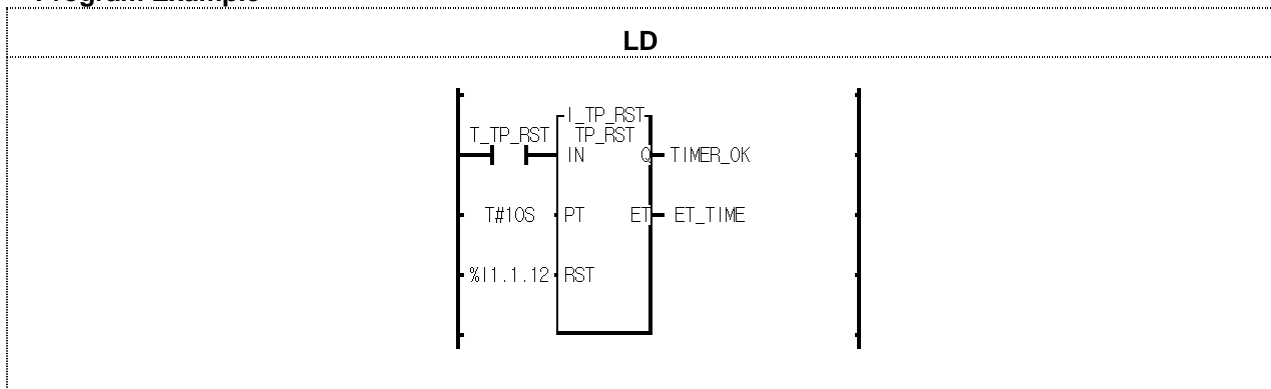 Program Example
LD
I_TP_RST
T_TP_RST TP_RST
IN Q TIMER_OK
T#10S PT ET ET_TIME
%I1.1.12 RST